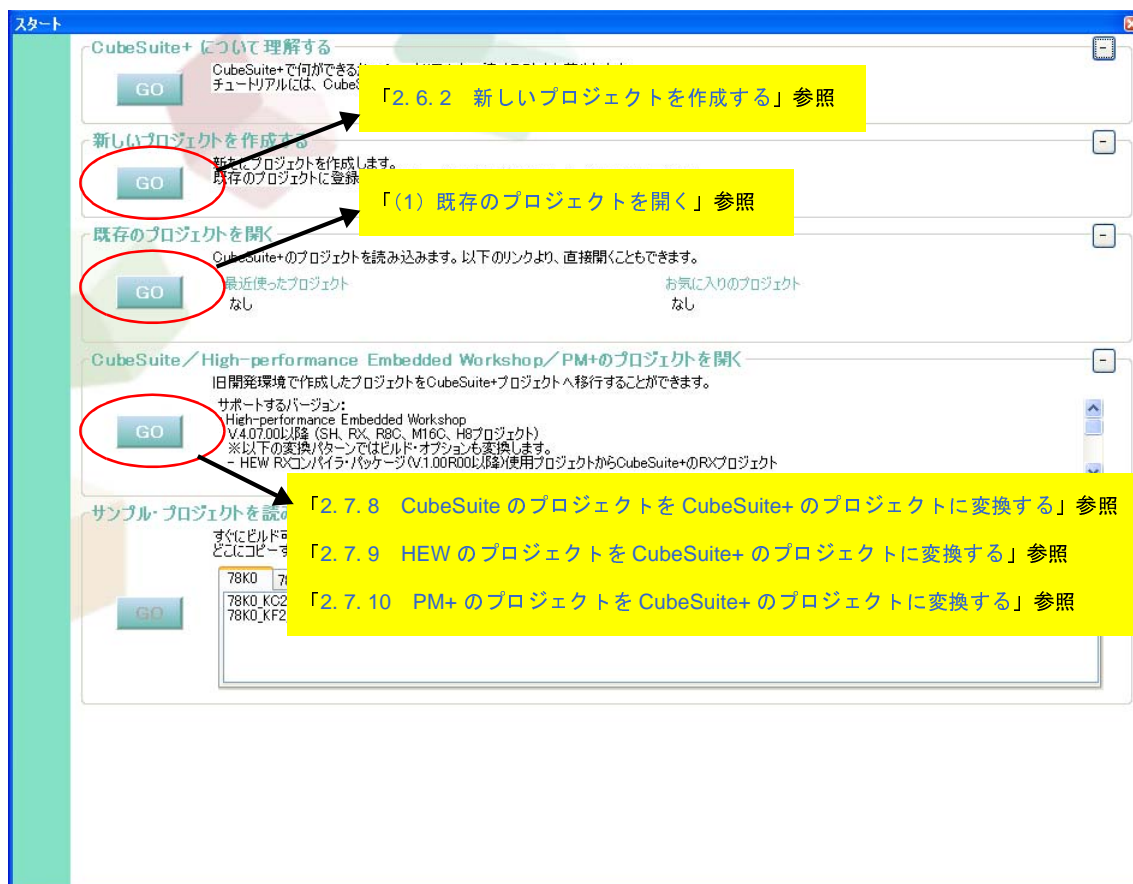 スタート
CubeSuite+ について理解する
CubeSuite+で何ができる
GO
チュートリアルには、CubeS
「2. 6. 2 新しいプロジェクトを作成する」参照
新しいプロジェクトを作成する
新たにプロジェクトを作成します。
GO
既存のプロジェクトに登録
「(1) 既存のプロジェクトを開く」参照
既存のプロジェクトを開く
CubeSuite+のプロジェクトを読み込みます。以下のリンクより、直接開くこともできます。
GO
最近使ったプロジェクト
お気に入りのプロジェクト
なし
なし
CubeSuite／High-performance Embedded Workshop／PM+のプロジェクトを開く
旧開発環境で作成したプロジェクトをCubeSuite+プロジェクトへ移行することができます。
サポートするバージョン：
GO
High-performance Embedded Workshop
V.4.07.00以降 (SH, RX, R8C, M16C, H8プロジェクト)
※以下の変換パターンではビルド・オプションも変換します。
- HEW RXコンパイラ・パッケージ(V.1.00R00以降)使用プロジェクトからCubeSuite+のRXプロジェクト
「2. 7. 8 CubeSuite のプロジェクトを CubeSuite+ のプロジェクトに変換する」参照
サンプル・プロジェクトを読
すぐにビルド可
どこにコピーす
「2. 7. 9 HEW のプロジェクトを CubeSuite+ のプロジェクトに変換する」参照
78K0
GO
78K0_KC2
78K0_KF2
「2. 7. 10 PM+ のプロジェクトを CubeSuite+ のプロジェクトに変換する」参照